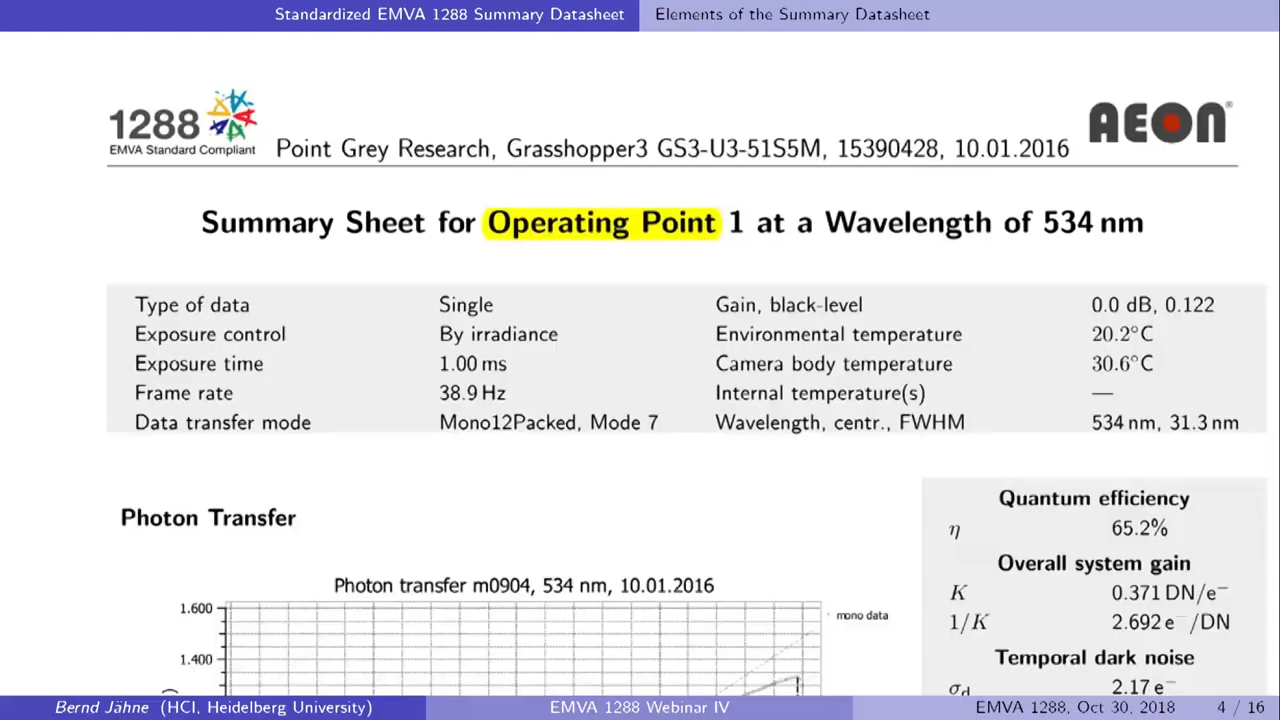 Standardized EMVA 1288 Summary Datasheet Elements of the Summary Datasheet
1288
EMVA Standard Compliant
Point Grey Research, Grasshopper3 GS3-U3-51S5M, 15390428, 10.01.2016
AEON®
Summary Sheet for Operating Point 1 at a Wavelength of 534 nm
Type of data Single Gain, black-level 0.0 dB, 0.122
Exposure control By irradiance Environmental temperature 20.2°C
Exposure time 1.00 ms Camera body temperature 30.6°C
Frame rate 38.9 Hz Internal temperature(s) —
Data transfer mode Mono12Packed, Mode 7 Wavelength, centr., FWHM 534 nm, 31.3 nm
Photon Transfer
Photon transfer m0904, 534 nm, 10.01.2016
1.600
mono data
1.400
Quantum efficiency
η 65.2%
Overall system gain
K 0.371 DN/e⁻
1/K 2.692 e⁻/DN
Temporal dark noise
σd 2.17 e⁻
Bernd Jähne (HCI, Heidelberg University) EMVA 1288 Webinar IV EMVA 1288, Oct 30, 2018 4 / 16